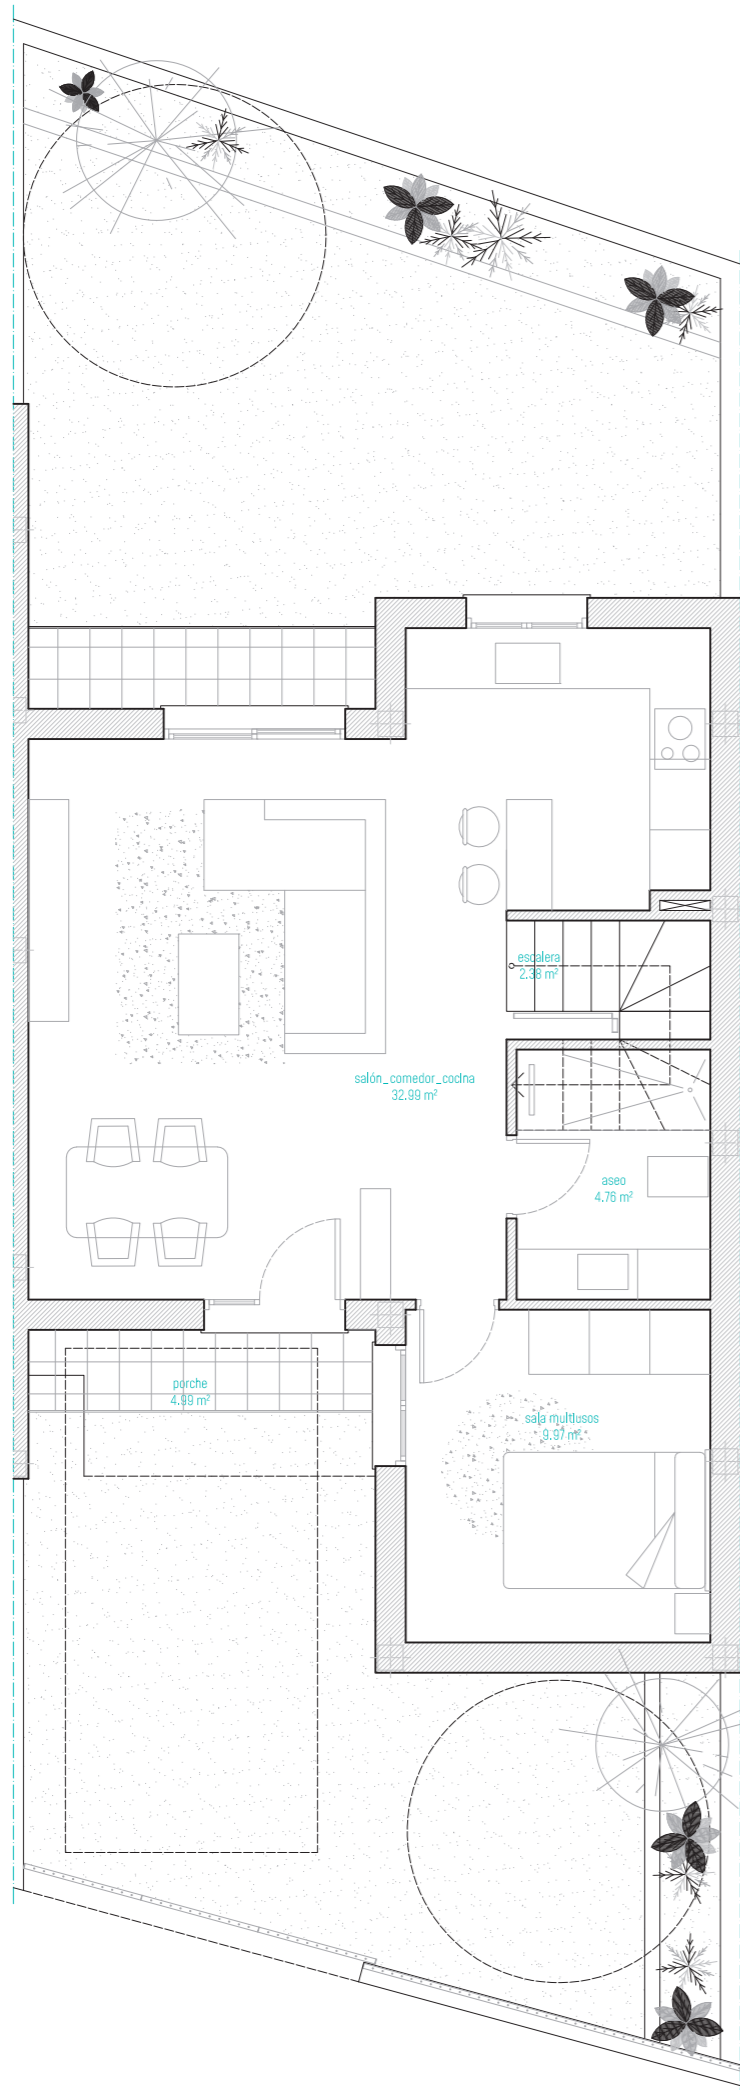 escalera
2.38 m²
salón_comedor_cocina
32.99 m²
aseo
4.76 m²
porche
4.99 m²
sala multiusos
9.97 m²